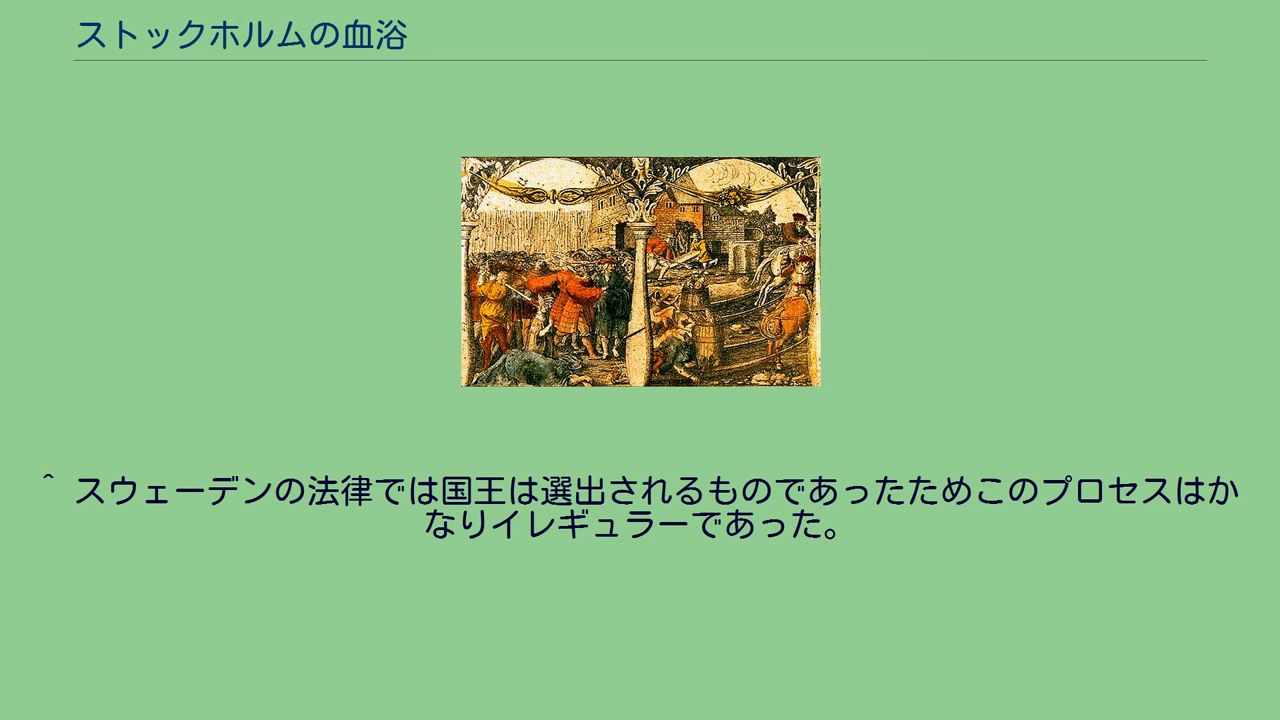 ストックホルムの血浴
^ スウェーデンの法律では国王は選出されるものであったためこのプロセスはか
なりイレギュラーであった。